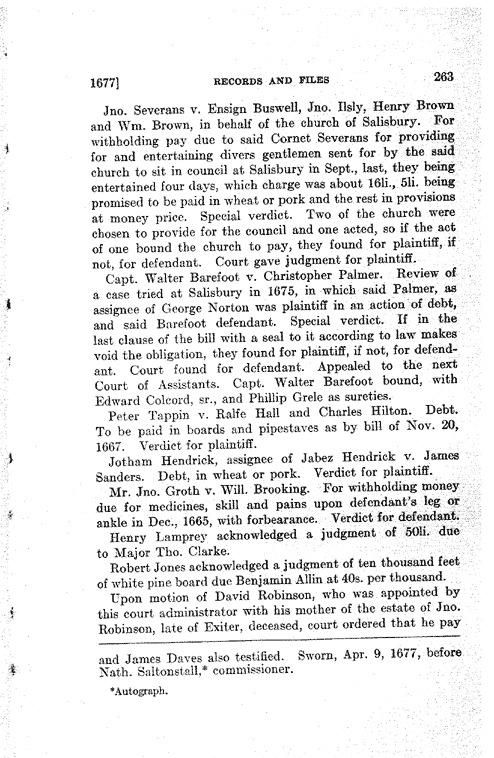 1677] RECORDS AND FILES 263
Jno. Severans v. Ensign Buswell, Jno. Ilsly, Henry Brown
and Wm. Brown, in behalf of the church of Salisbury. For
withholding pay due to said Cornet Severans for providing
for and entertaining divers gentlemen sent for by the said
church to sit in council at Salisbury in Sept., last, they being
entertained four days, which charge was about 16li., 5li. being
promised to be paid in wheat or pork and the rest in provisions
at money price. Special verdict. Two of the church were
chosen to provide for the council and one acted, so if the act
of one bound the church to pay, they found for plaintiff, if
not, for defendant. Court gave judgment for plaintiff.
Capt. Walter Barefoot v. Christopher Palmer. Review of
a case tried at Salisbury in 1675, in which said Palmer, as
assignee of George Norton was plaintiff in an action of debt,
and said Barefoot defendant. Special verdict. If in the
last clause of the bill with a seal to it according to law makes
void the obligation, they found for plaintiff, if not, for defend-
ant. Court found for defendant. Appealed to the next
Court of Assistants. Capt. Walter Barefoot bound, with
Edward Colcord, sr., and Phillip Grele as sureties.
Peter Tappin v. Ralfe Hall and Charles Hilton. Debt.
To be paid in boards and pipestaves as by bill of Nov. 20,
1667. Verdict for plaintiff.
Jotham Hendrick, assignee of Jabez Hendrick v. James
Sanders. Debt, in wheat or pork. Verdict for plaintiff.
Mr. Jno. Groth v. Will. Brooking. For withholding money
due for medicines, skill and pains upon defendant's leg or
ankle in Dec., 1665, with forbearance. Verdict for defendant.
Henry Lamprey acknowledged a judgment of 50li. due
to Major Tho. Clarke.
Robert Jones acknowledged a judgment of ten thousand feet
of white pine board due Benjamin Allin at 40s. per thousand.
Upon motion of David Robinson, who was appointed by
this court administrator with his mother of the estate of Jno.
Robinson, late of Exiter, deceased, court ordered that he pay
and James Daves also testified. Sworn, Apr. 9, 1677, before
Nath. Saltonstall,* commissioner.
*Autograph.